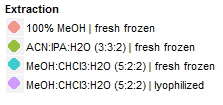 Extraction
100% MeOH | fresh frozen
ACN:IPA:H2O (3:3:2) | fresh frozen
MeOH:CHCl3:H2O (5:2:2) | fresh frozen
MeOH:CHCl3:H2O (5:2:2) | lyophilized